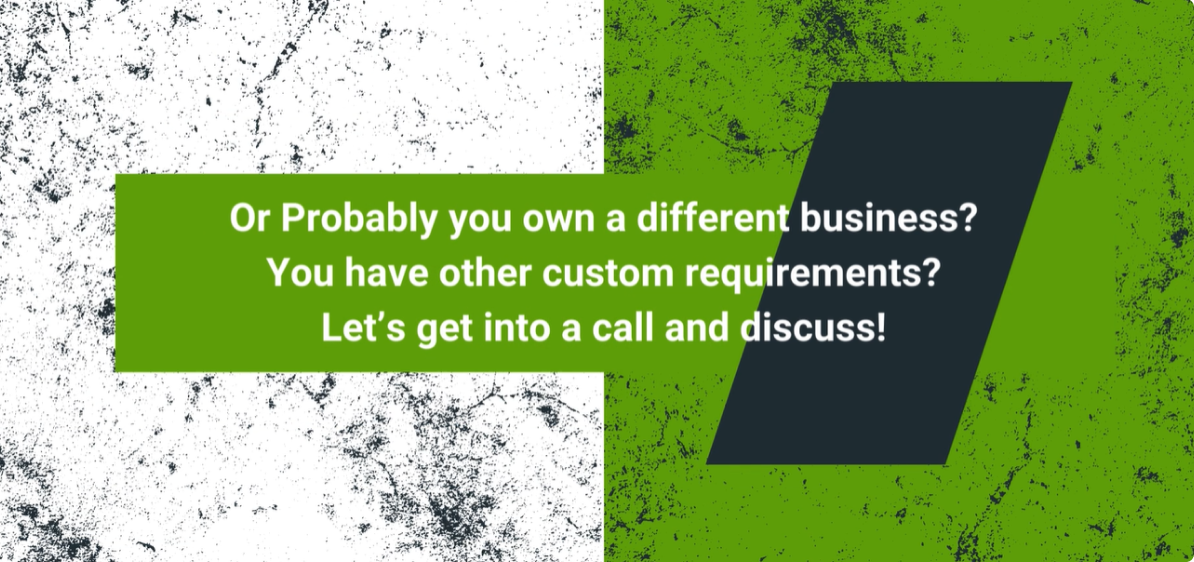 Or Probably you own a different business?
You have other custom requirements?
Let’s get into a call and discuss!